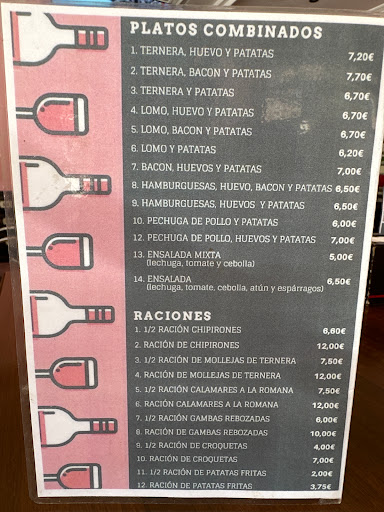 PLATOS COMBINADOS
1. TERNERA, HUEVO Y PATATAS 7,20€
2. TERNERA, BACON Y PATATAS 7,70€
3. TERNERA Y PATATAS 6,70€
4. LOMO, HUEVO Y PATATAS 6,70€
5. LOMO, BACON Y PATATAS 6,70€
6. LOMO Y PATATAS 6,20€
7. BACON, HUEVOS Y PATATAS 7,00€
8. HAMBURGUESAS, HUEVO, BACON Y PATATAS 6,50€
9. HAMBURGUESAS, HUEVOS Y PATATAS 6,50€
10. PECHUGA DE POLLO Y PATATAS 6,00€
12. PECHUGA DE POLLO, HUEVOS Y PATATAS 7,00€
13. ENSALADA MIXTA 5,00€
(lechuga, tomate y cebolla)
14. ENSALADA 6,50€
(lechuga, tomate, cebolla, atún y espárragos)
RACIONES
1. 1/2 RACIÓN CHIPIRONES 6,60€
2. RACIÓN DE CHIPIRONES 12,00€
3. 1/2 RACIÓN DE MOLLEJAS DE TERNERA 7,50€
4. RACIÓN DE MOLLEJAS DE TERNERA 12,00€
5. 1/2 RACIÓN CALAMARES A LA ROMANA 7,50€
6. RACIÓN CALAMARES A LA ROMANA 12,00€
7. 1/2 RACIÓN GAMBAS REBOZADAS 6,00€
8. RACIÓN DE GAMBAS REBOZADAS 10,00€
9. 1/2 RACIÓN DE CROQUETAS 4,00€
10. RACIÓN DE CROQUETAS 7,00€
11. 1/2 RACIÓN DE PATATAS FRITAS 2,00€
12. RACIÓN DE PATATAS FRITAS 3,75€